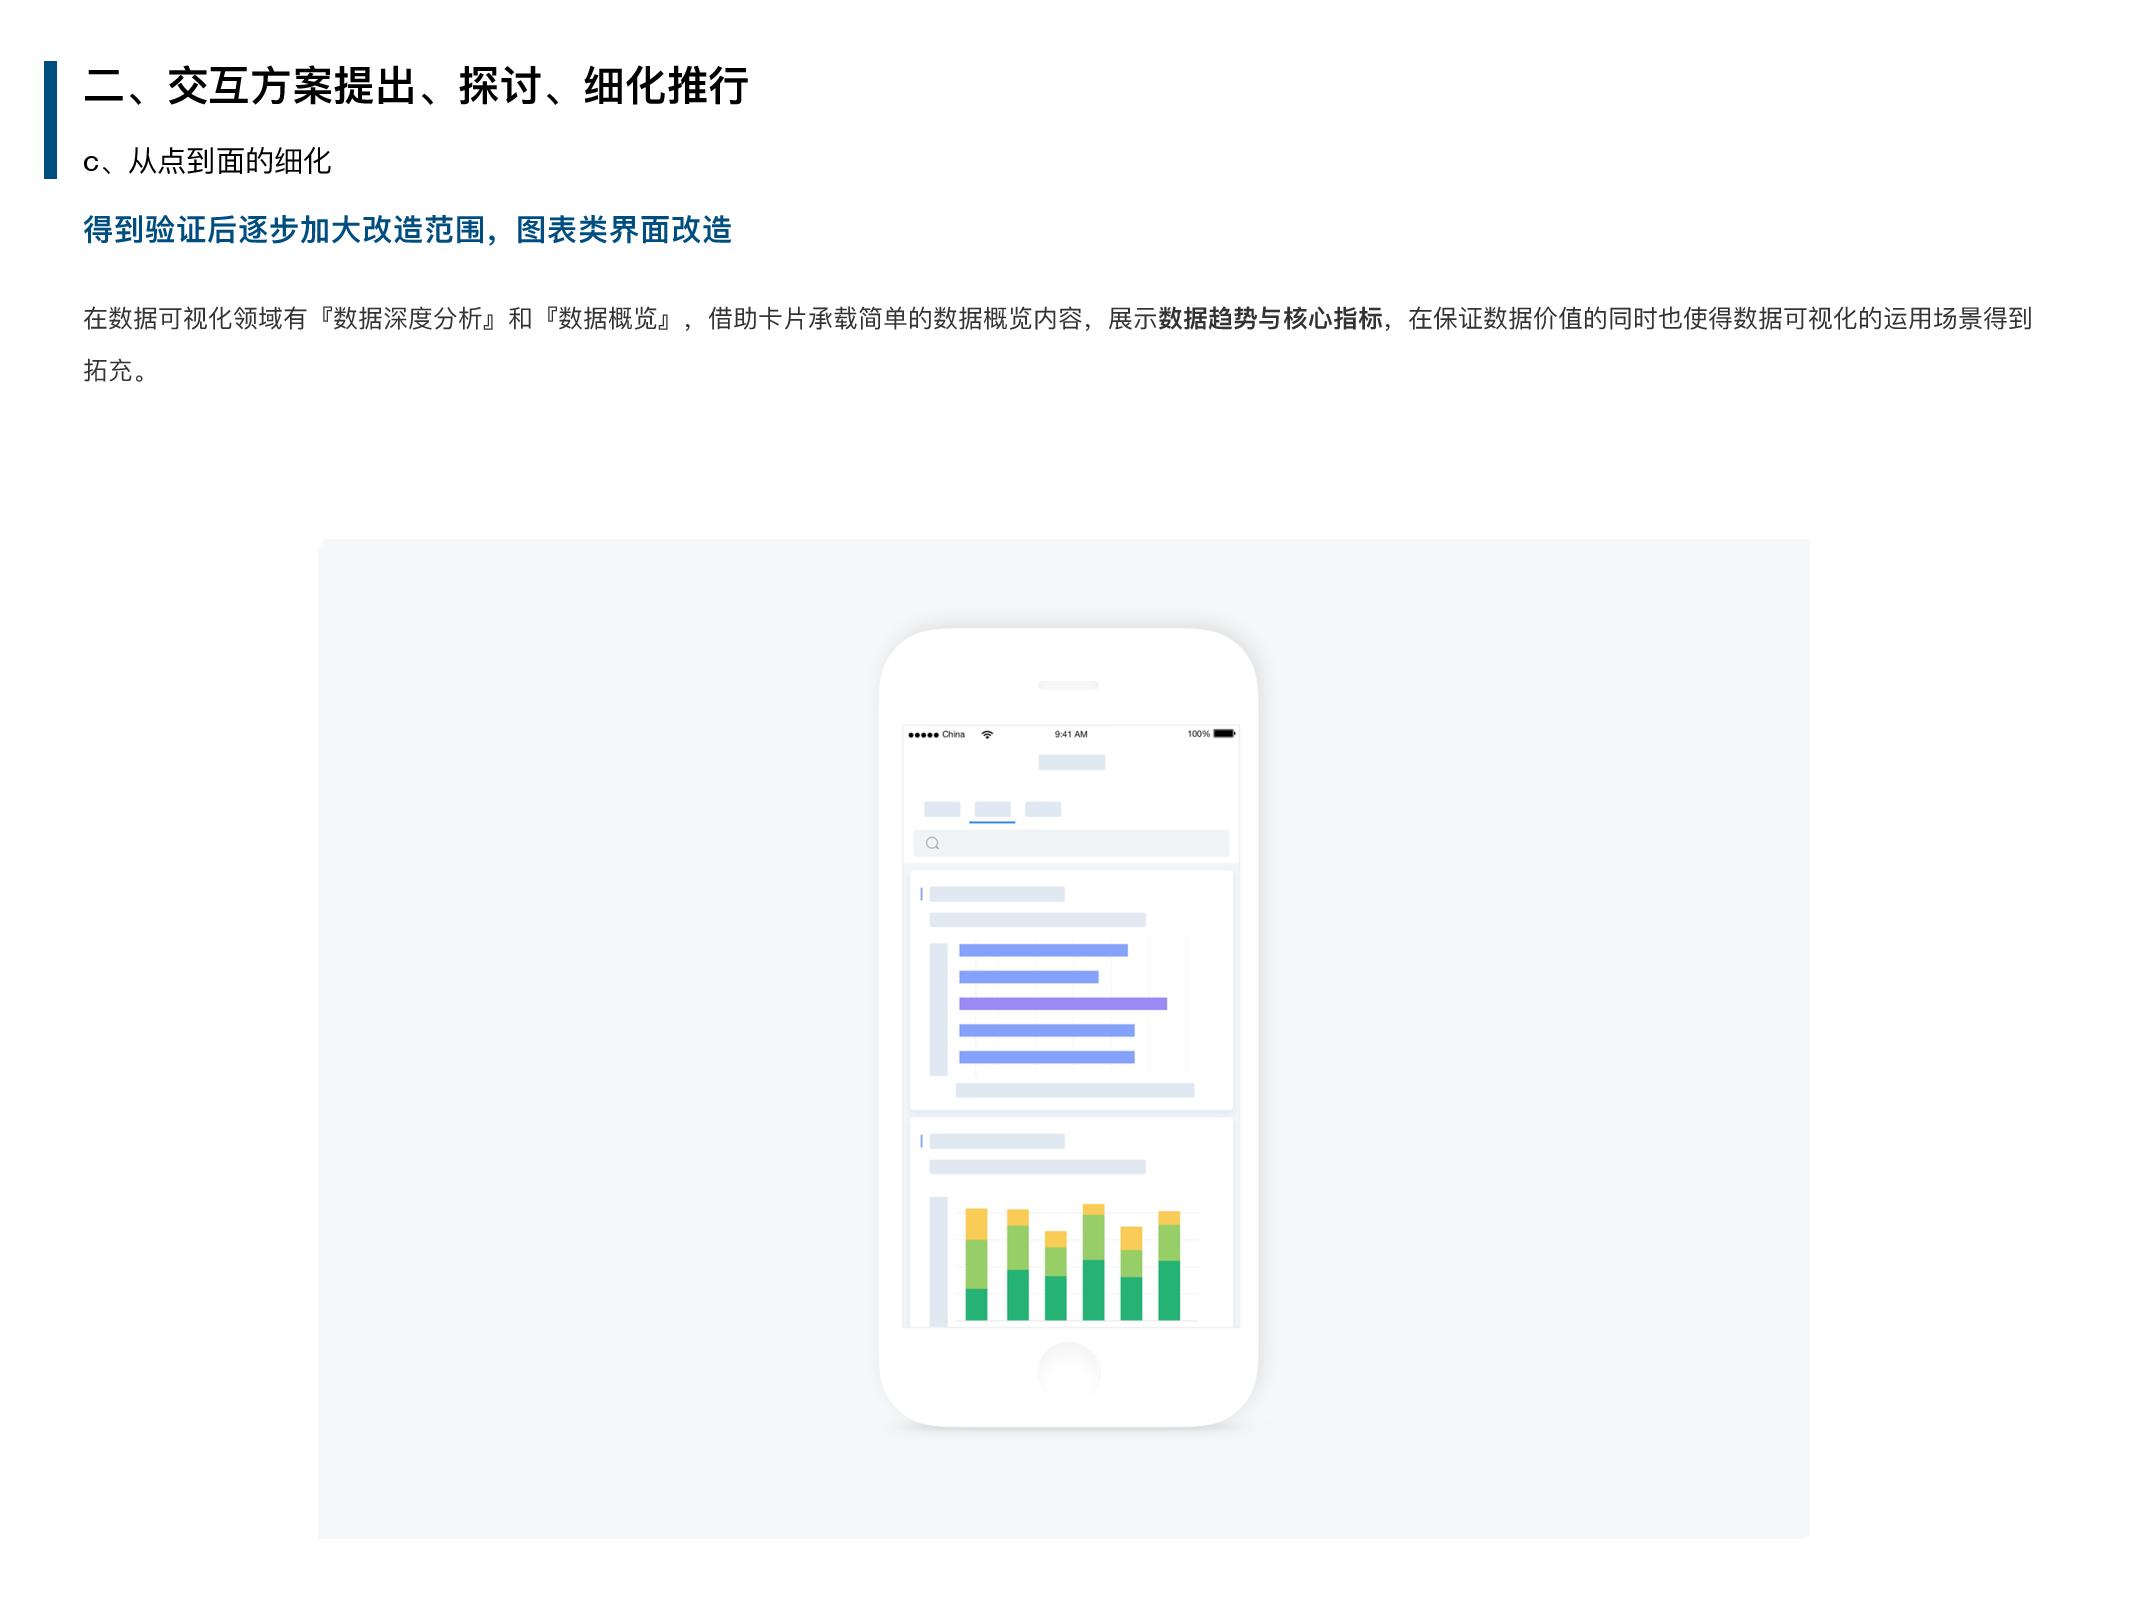 二、交互方案提出、探讨、细化推行
c、从点到面的细化
得到验证后逐步加大改造范围，图表类界面改造
在数据可视化领域有『数据深度分析』和『数据概览』，借助卡片承载简单的数据概览内容，展示数据趋势与核心指标，在保证数据价值的同时也使得数据可视化的运用场景得到
拓充。
China 9:41 AM 100%